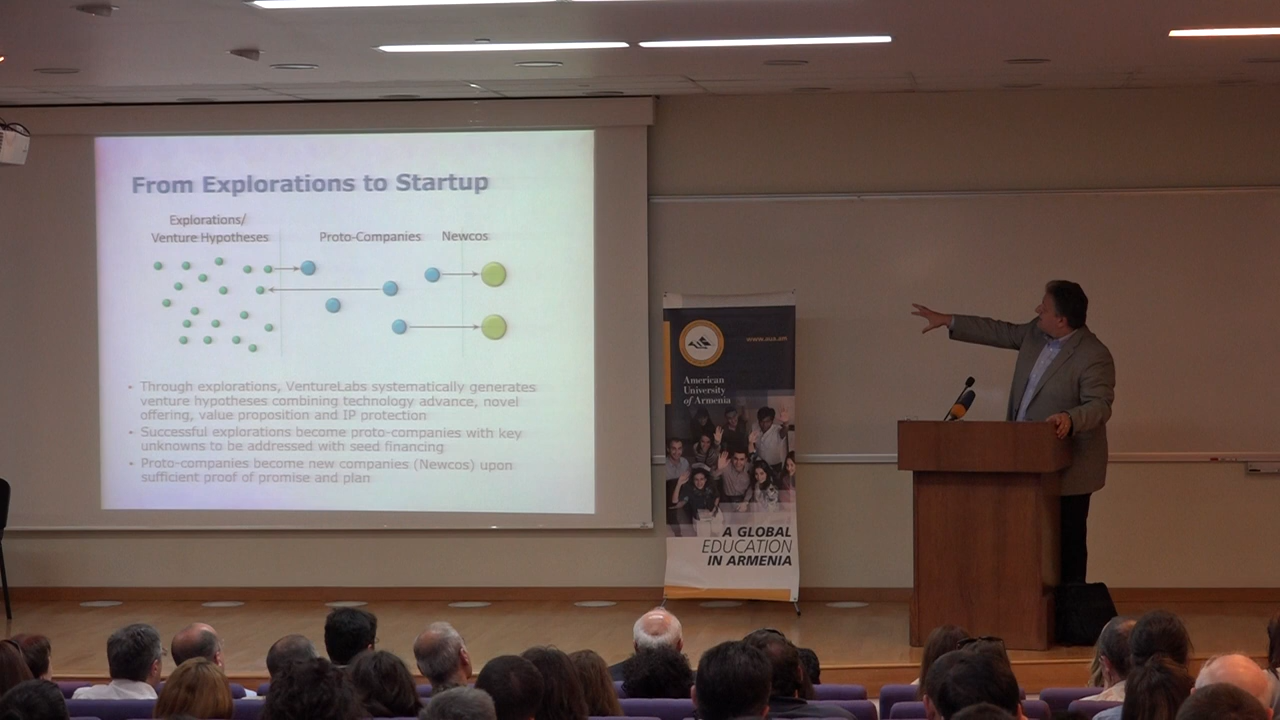 From Explorations to Startup
Explorations/
Venture Hypotheses
Proto-Companies
Newcos
• Through explorations, VentureLabs systematically generates
venture hypotheses combining technology advance, novel
offering, value proposition and IP protection
• Successful explorations become proto-companies with key
unknowns to be addressed with seed financing
• Proto-companies become new companies (Newcos) upon
sufficient proof of promise and plan
www.aua.am
American
University
of Armenia
A GLOBAL
EDUCATION
IN ARMENIA